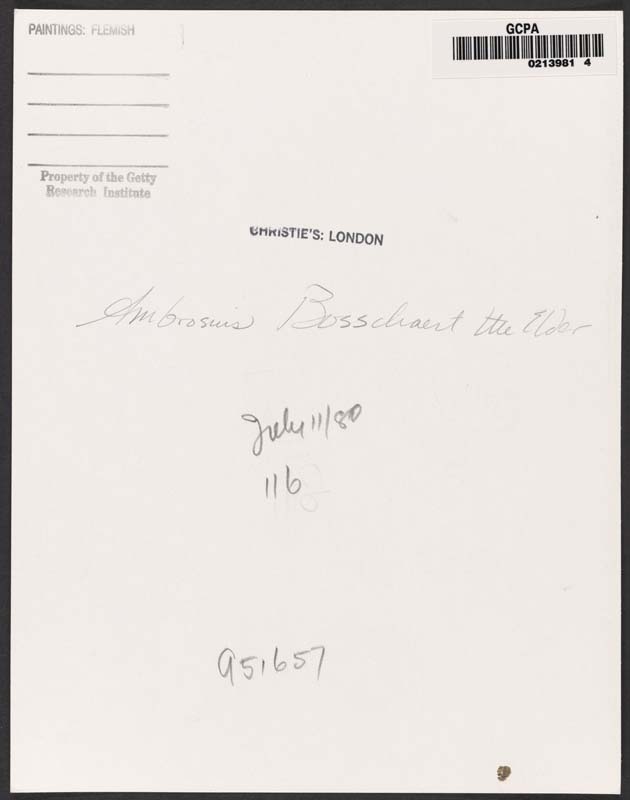 PAINTINGS: FLEMISH
GCPA
0213981 4
Property of the Getty
Research Institute
CHRISTIE'S: LONDON
Ambrosius Bosschaert the Elder
July 11/80
116
951657